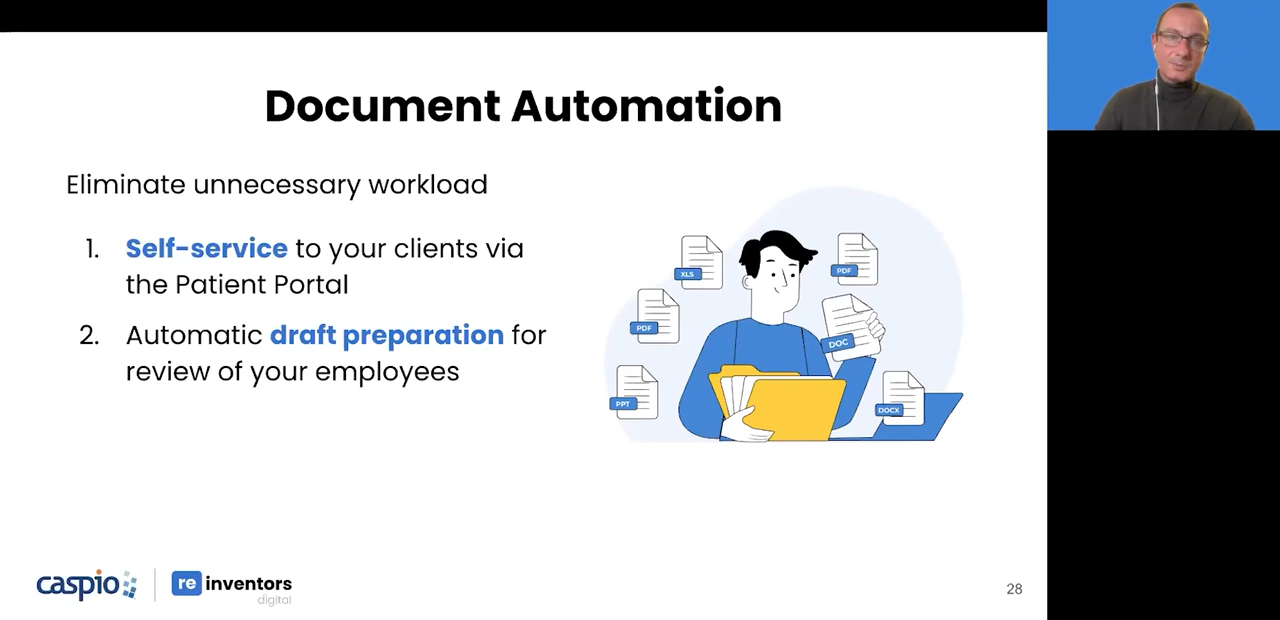 Document Automation
Eliminate unnecessary workload
1. Self-service to your clients via
the Patient Portal
2. Automatic draft preparation for
review of your employees
XLS
PDF
PDF
DOC
PPT
DOCX
caspio
re inventors
digital
28